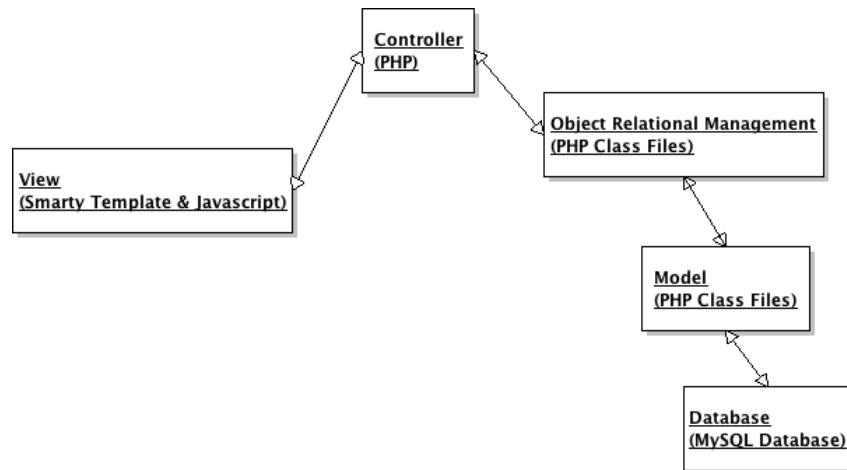 Controller
(PHP)
Object Relational Management
(PHP Class Files)
View
(Smarty Template & Javascript)
Model
(PHP Class Files)
Database
(MySQL Database)